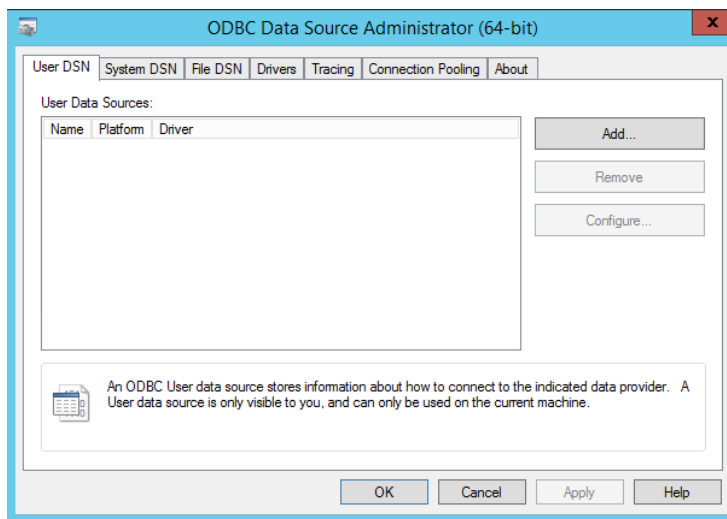 ODBC Data Source Administrator (64-bit)
x
User DSN System DSN File DSN Drivers Tracing Connection Pooling About
User Data Sources:
Name Platform Driver
Add...
Remove
Configure...
An ODBC User data source stores information about how to connect to the indicated data provider. A
User data source is only visible to you, and can only be used on the current machine.
OK Cancel Apply Help